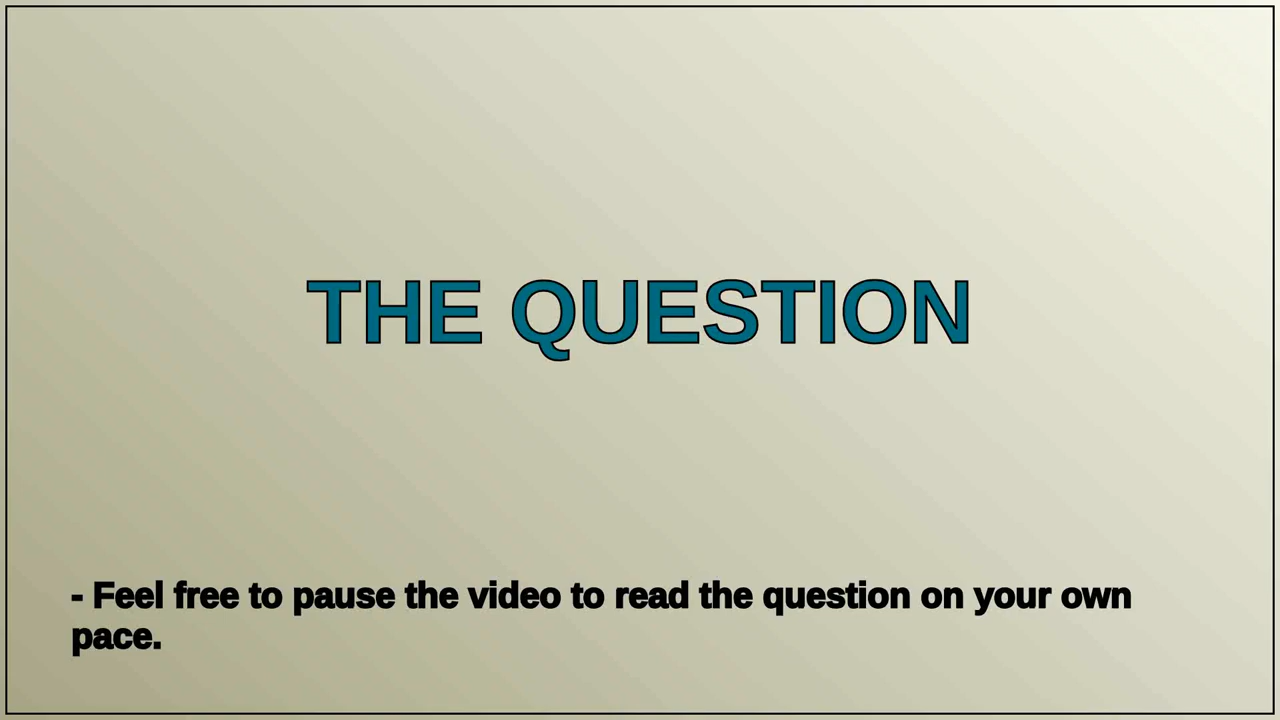 THE QUESTION
- Feel free to pause the video to read the question on your own
pace.